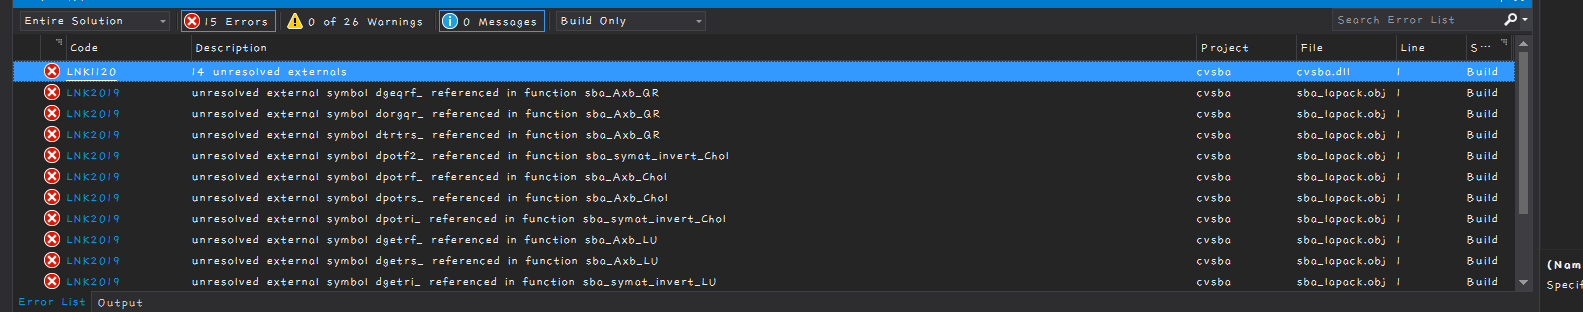 Entire Solution 15 Errors 0 of 26 Warnings 0 Messages Build Only Search Error List
Code Description Project File Line S...
LNK1120 14 unresolved externals cvsba cvsba.dll 1 Build
LNK2019 unresolved external symbol dgeqrf_ referenced in function sba_Axb_QR cvsba sba_lapack.obj 1 Build
LNK2019 unresolved external symbol dorgqr_ referenced in function sba_Axb_QR cvsba sba_lapack.obj 1 Build
LNK2019 unresolved external symbol dtrtrs_ referenced in function sba_Axb_QR cvsba sba_lapack.obj 1 Build
LNK2019 unresolved external symbol dpotf2_ referenced in function sba_symat_invert_Chol cvsba sba_lapack.obj 1 Build
LNK2019 unresolved external symbol dpotrf_ referenced in function sba_Axb_Chol cvsba sba_lapack.obj 1 Build
LNK2019 unresolved external symbol dpotrs_ referenced in function sba_Axb_Chol cvsba sba_lapack.obj 1 Build
LNK2019 unresolved external symbol dpotri_ referenced in function sba_symat_invert_Chol cvsba sba_lapack.obj 1 Build
LNK2019 unresolved external symbol dgetrf_ referenced in function sba_Axb_LU cvsba sba_lapack.obj 1 Build
LNK2019 unresolved external symbol dgetrs_ referenced in function sba_Axb_LU cvsba sba_lapack.obj 1 Build
LNK2019 unresolved external symbol dgetri_ referenced in function sba_symat_invert_LU cvsba sba_lapack.obj 1 Build
Error List Output
(Nam
Specif